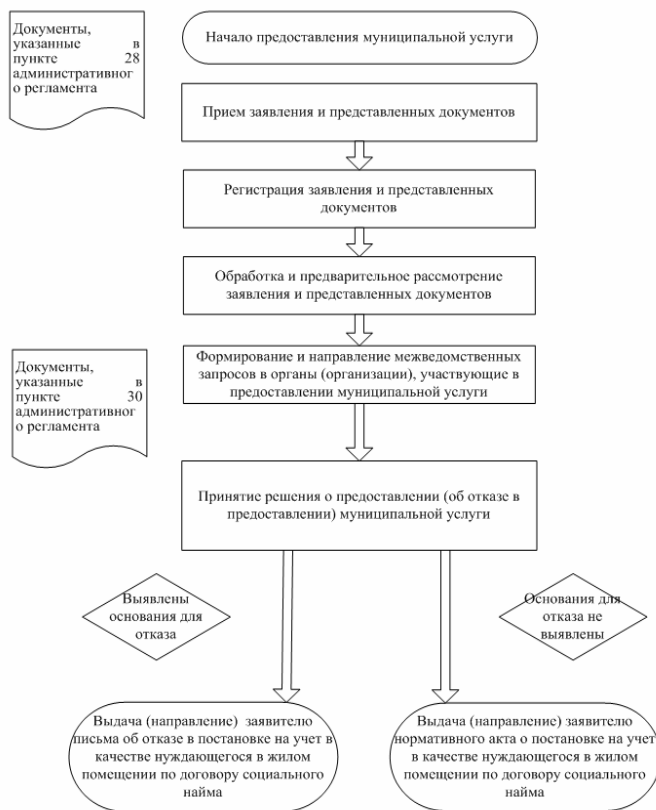 Документы,
указанные в
пункте 28
административног
о регламента
Начало предоставления муниципальной услуги
Прием заявления и представленных документов
Регистрация заявления и представленных
документов
Обработка и предварительное рассмотрение
заявления и представленных документов
Документы,
указанные в
пункте 30
административног
о регламента
Формирование и направление межведомственных
запросов в органы (организации), участвующие в
предоставлении муниципальной услуги
Принятие решения о предоставлении (об отказе в
предоставлении) муниципальной услуги
Выявлены
основания для
отказа
Основания для
отказа не
выявлены
Выдача (направление) заявителю
письма об отказе в постановке на учет в
качестве нуждающегося в жилом
помещении по договору социального
найма
Выдача (направление) заявителю
нормативного акта о постановке на учет
в качестве нуждающегося в жилом
помещении по договору социального
найма